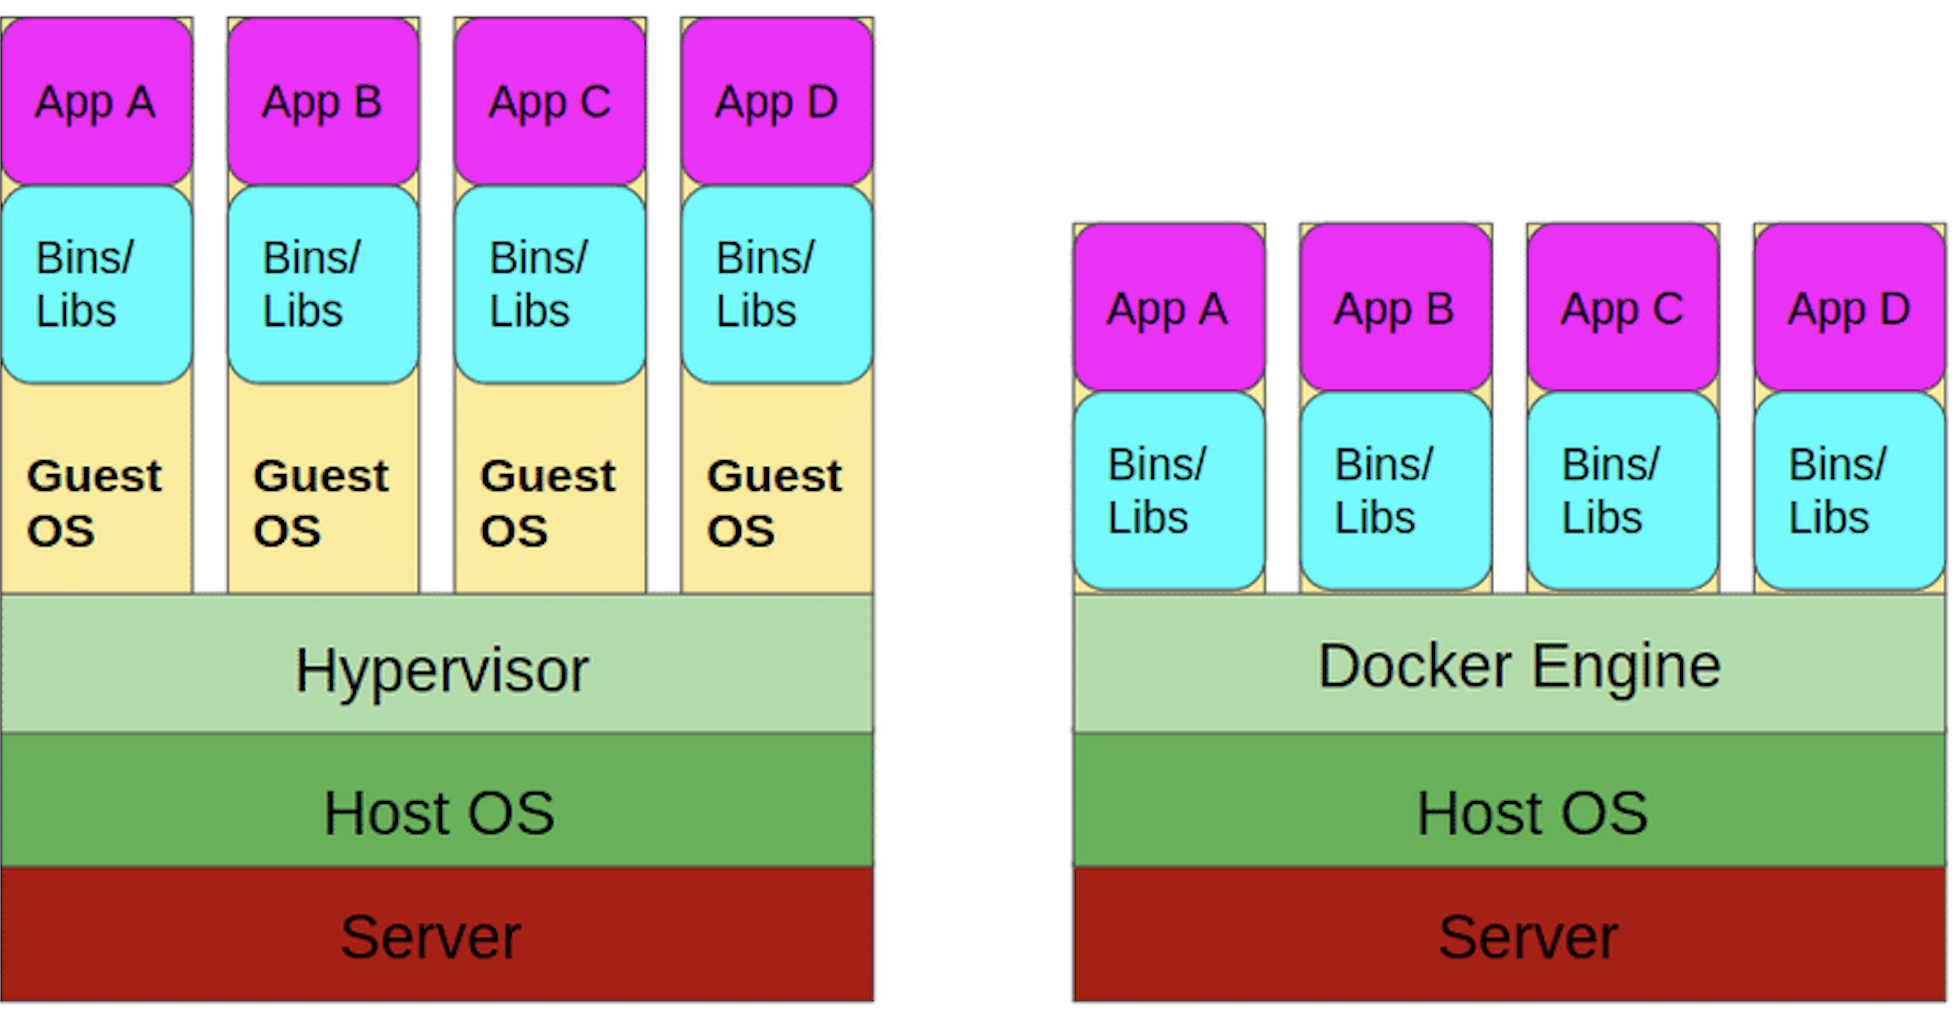 App A
App B
App C
App D
Bins/
Libs
Bins/
Libs
Bins/
Libs
Bins/
Libs
Guest
OS
Guest
OS
Guest
OS
Guest
OS
Hypervisor
Host OS
Server
App A
App B
App C
App D
Bins/
Libs
Bins/
Libs
Bins/
Libs
Bins/
Libs
Docker Engine
Host OS
Server